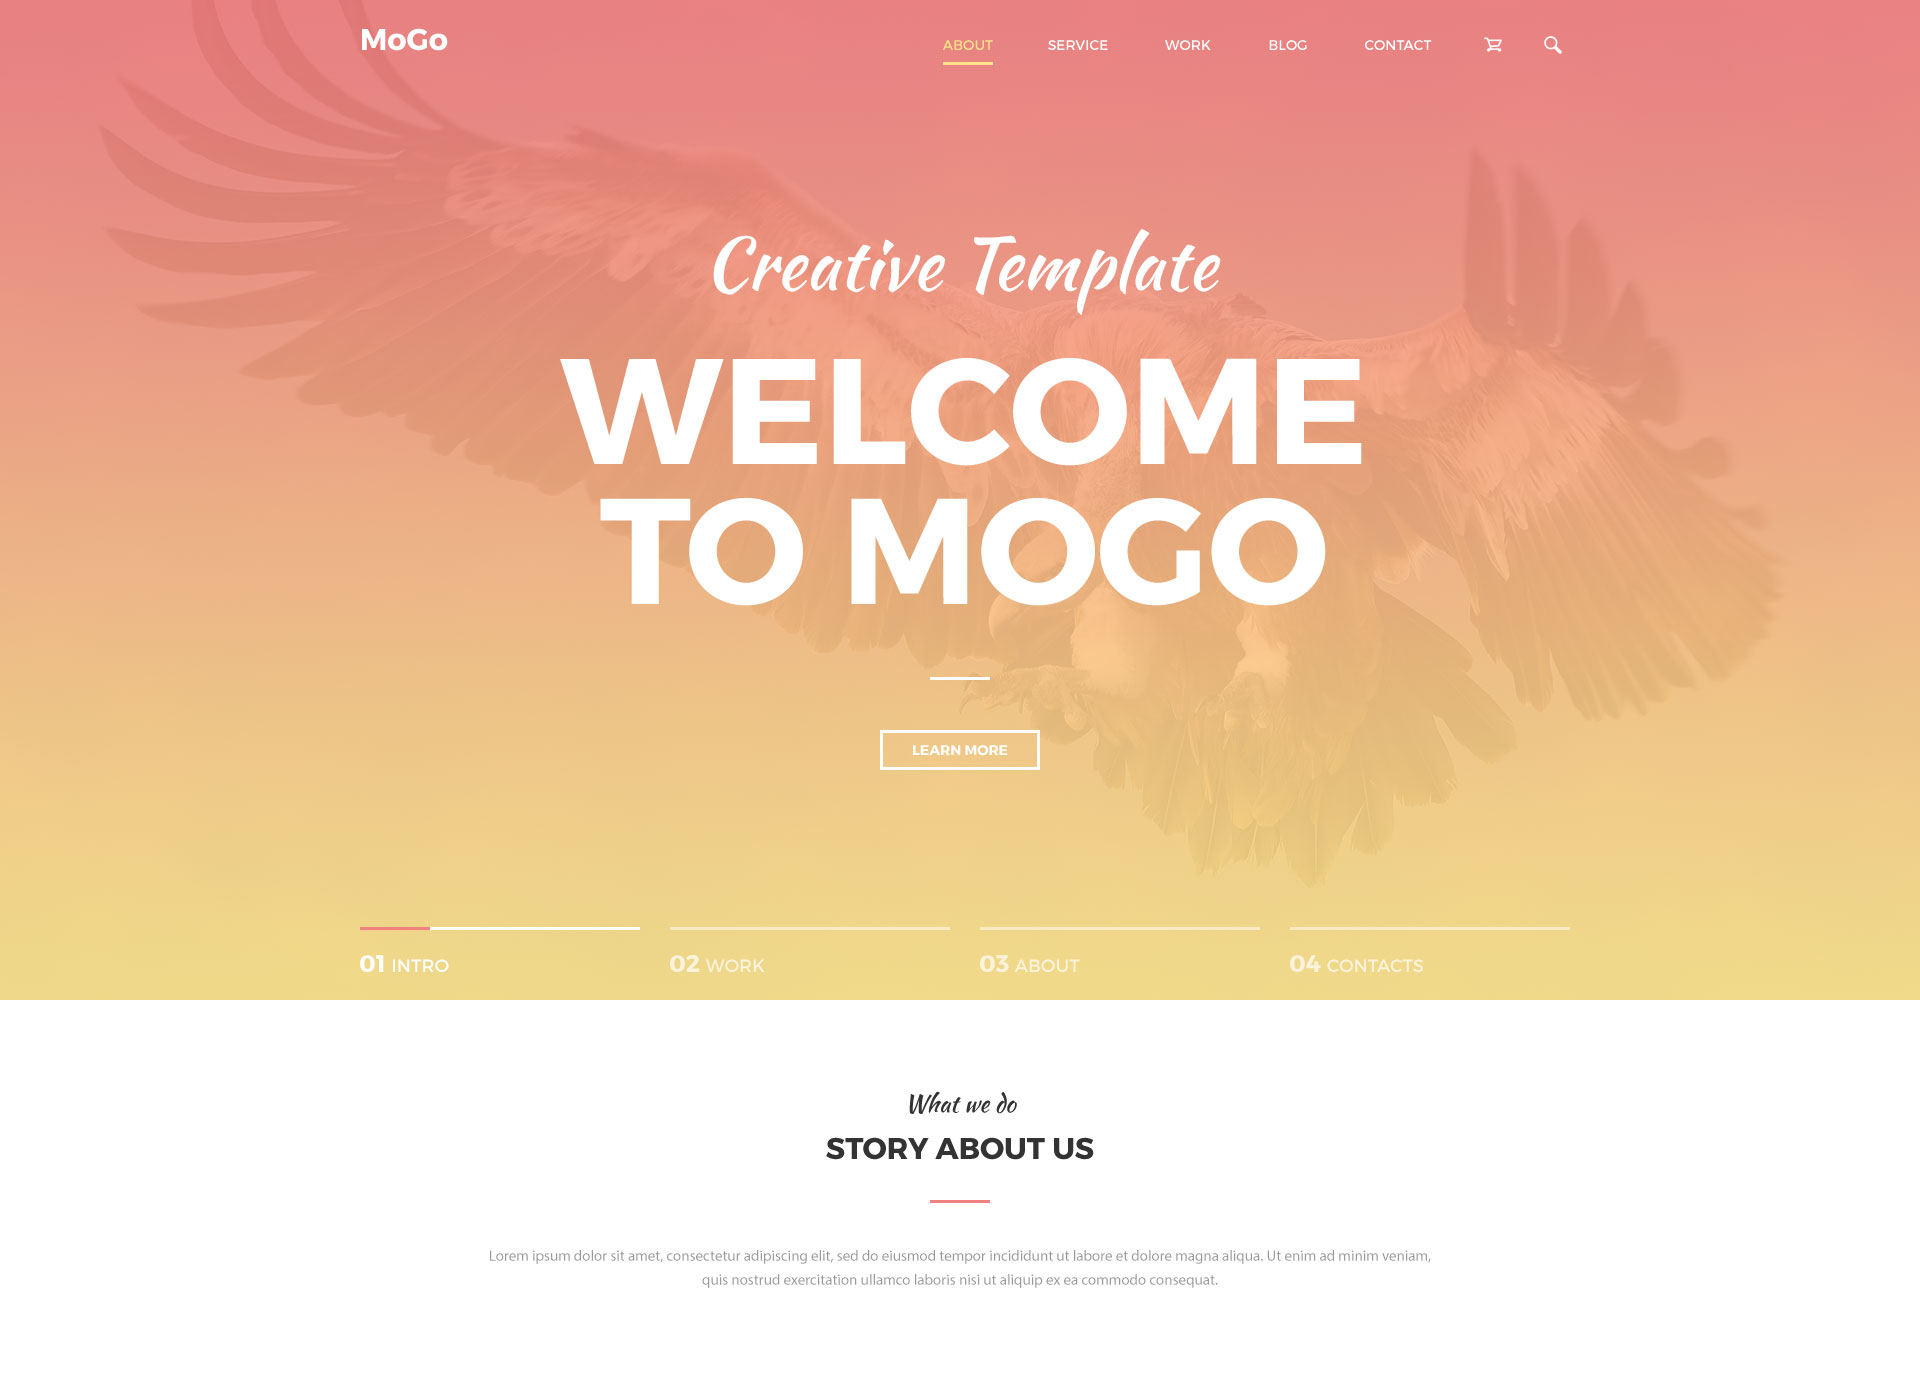 MoGo
ABOUT SERVICE WORK BLOG CONTACT
Creative Template
WELCOME
TO MOGO
LEARN MORE
01 INTRO
02 WORK
03 ABOUT
04 CONTACTS
What we do
STORY ABOUT US
Lorem ipsum dolor sit amet, consectetur adipiscing elit, sed do eiusmod tempor incididunt ut labore et dolore magna aliqua. Ut enim ad minim veniam,
quis nostrud exercitation ullamco laboris nisi ut aliquip ex ea commodo consequat.